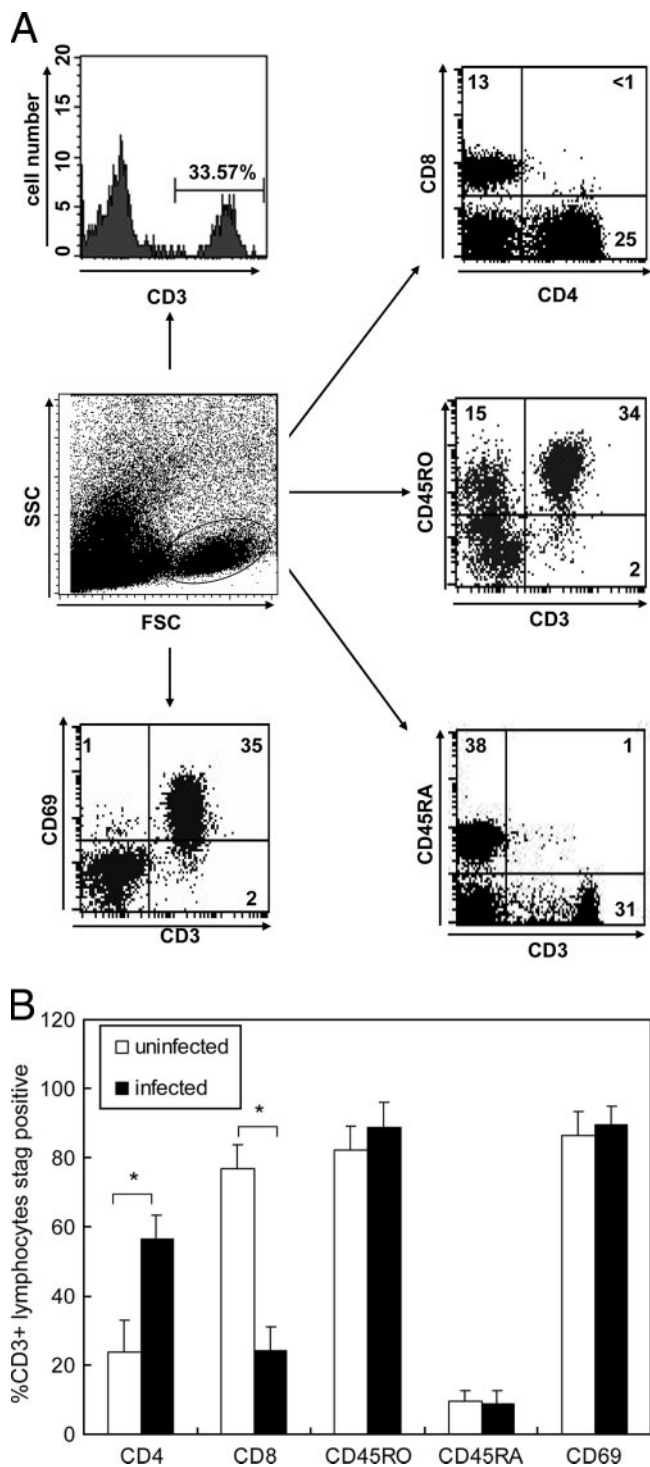 A
20
15
10
5
0
cell number
33.57%
CD3
13
<1
CD8
25
CD4
SSC
FSC
15
34
CD45RO
2
CD3
1
35
CD69
2
CD3
38
1
CD45RA
31
CD3
B
120
100
80
60
40
20
0
%CD3+ lymphocytes stag positive
uninfected
infected
*
*
CD4
CD8
CD45RO
CD45RA
CD69